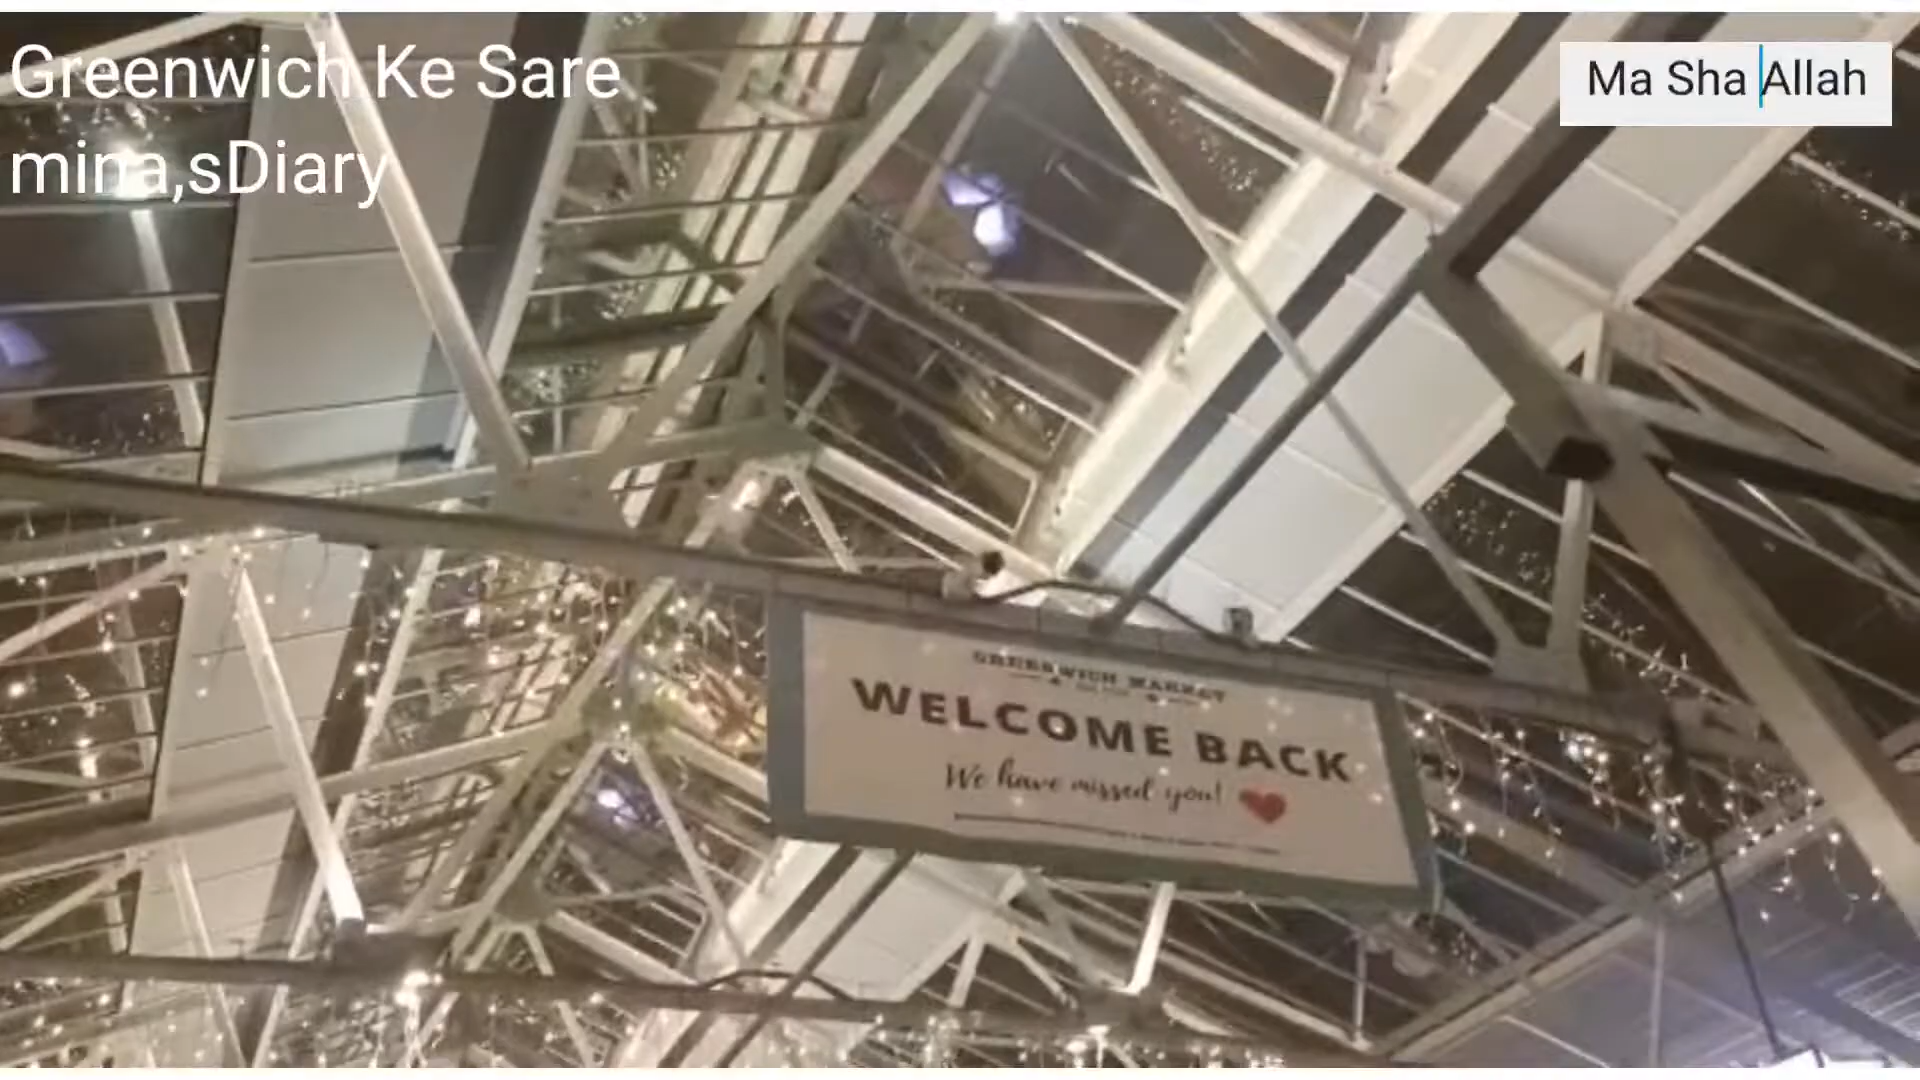 Greenwich Ke Sare
mina,sDiary
Ma Sha Allah
GREENWICH MARKET
WELCOME BACK
We have missed you!